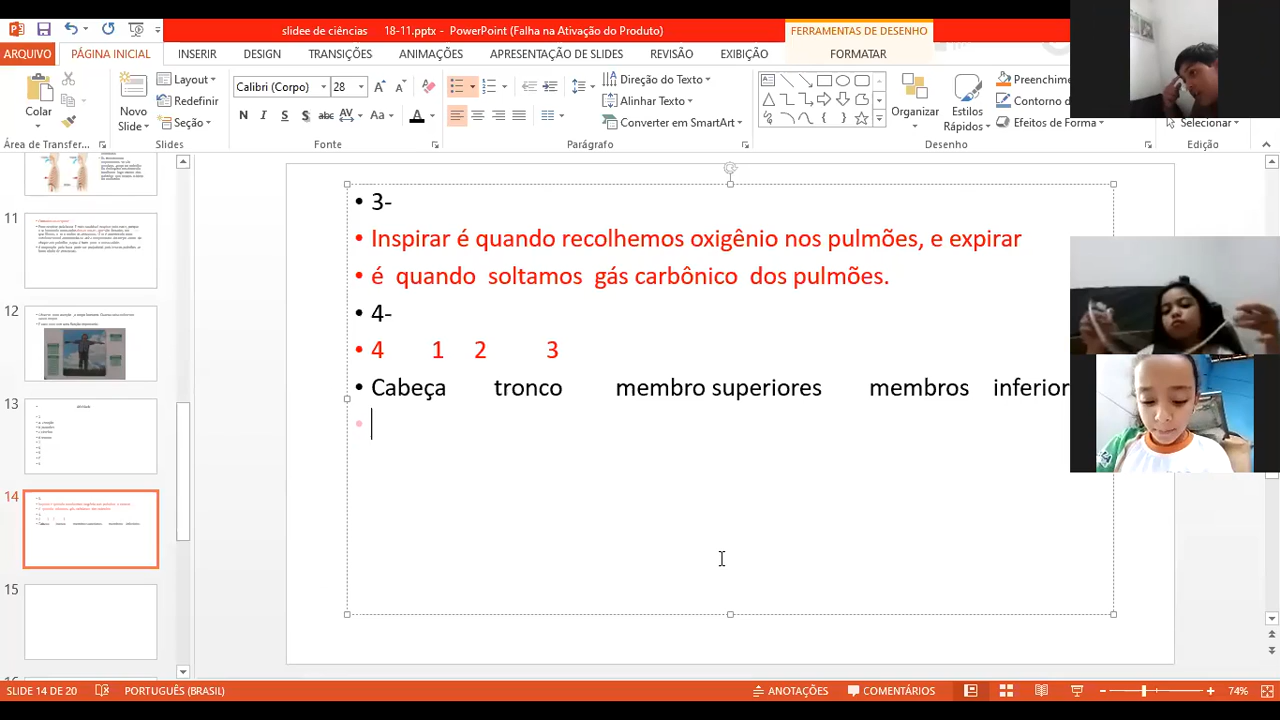 slidee de ciências 18-11.pptx - PowerPoint (Falha na Ativação do Produto)
FERRAMENTAS DE DESENHO
ARQUIVO PÁGINA INICIAL INSERIR DESIGN TRANSIÇÕES ANIMAÇÕES APRESENTAÇÃO DE SLIDES REVISÃO EXIBIÇÃO FORMATAR
Colar
Novo Slide
Layout
Redefinir
Seção
Calibri (Corpo) 28
N I S S abc AV Aa A
Direção do Texto
Alinhar Texto
Converter em SmartArt
Organizar
Estilos Rápidos
Preenchime
Contorno d
Efeitos de Forma
Selecionar
Área de Transfer... Slides Fonte Parágrafo Desenho Edição
11
12
13
14
15
• 3-
• Inspirar é quando recolhemos oxigênio nos pulmões, e expirar
• é quando soltamos gás carbônico dos pulmões.
• 4-
• 4 1 2 3
• Cabeça tronco membro superiores membros inferior
SLIDE 14 DE 20 PORTUGUÊS (BRASIL) ANOTAÇÕES COMENTÁRIOS 74%